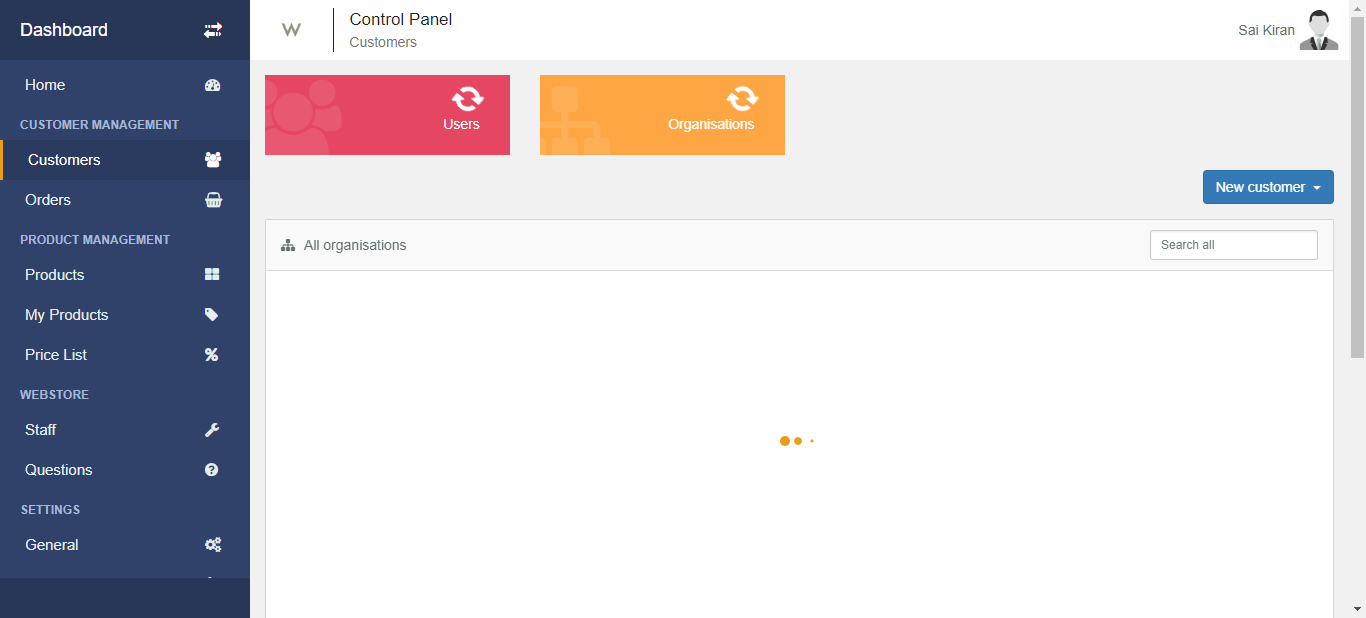 Dashboard
Home
CUSTOMER MANAGEMENT
Customers
Orders
PRODUCT MANAGEMENT
Products
My Products
Price List
WEBSTORE
Staff
Questions
SETTINGS
General
W
Control Panel
Customers
Sai Kiran
Users
Organisations
New customer
All organisations
Search all